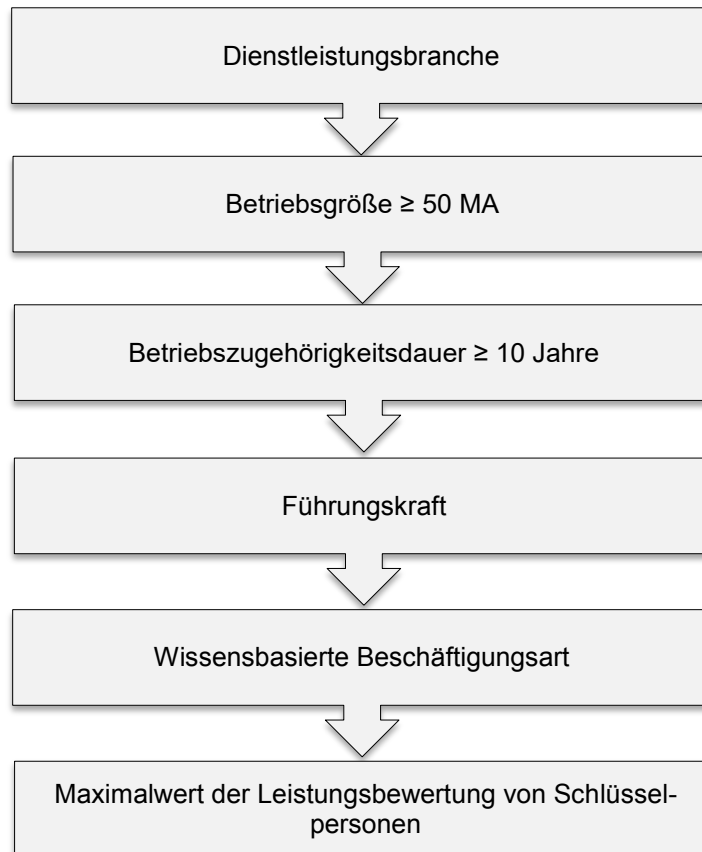 Dienstleistungsbranche
Betriebsgröße ≥ 50 MA
Betriebszugehörigkeitsdauer ≥ 10 Jahre
Führungskraft
Wissensbasierte Beschäftigungsart
Maximalwert der Leistungsbewertung von Schlüssel-
personen